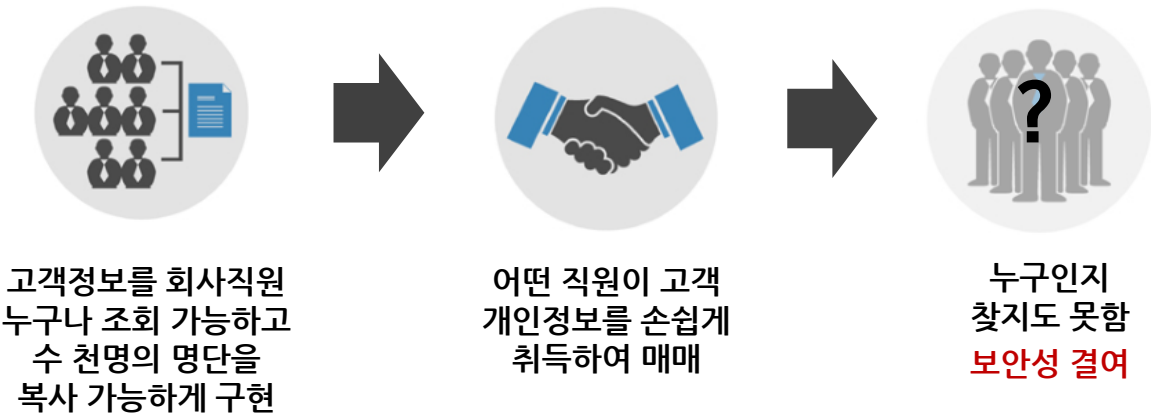 고객정보를 회사직원
누구나 조회 가능하고
수 천명의 명단을
복사 가능하게 구현
어떤 직원이 고객
개인정보를 손쉽게
취득하여 매매
?
누구인지
찾지도 못함
보안성 결여